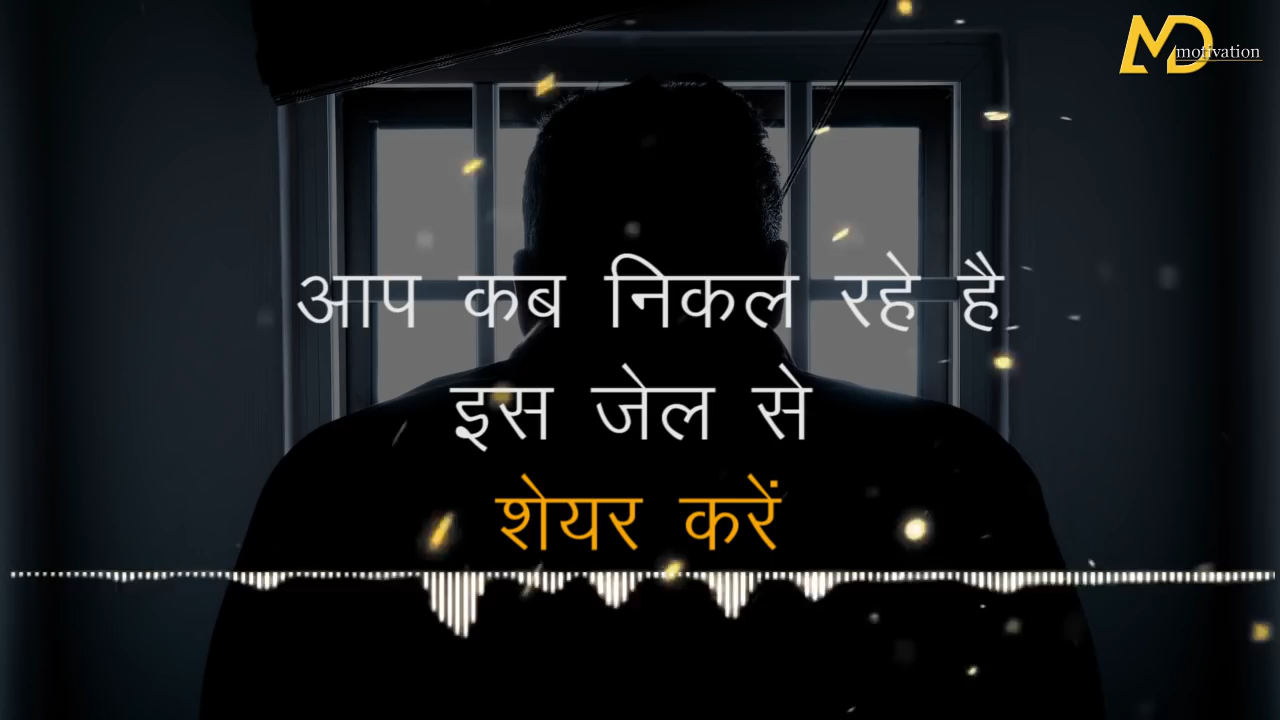 MD
motivation
आप कब निकल रहे है
इस जेल से
शेयर करें